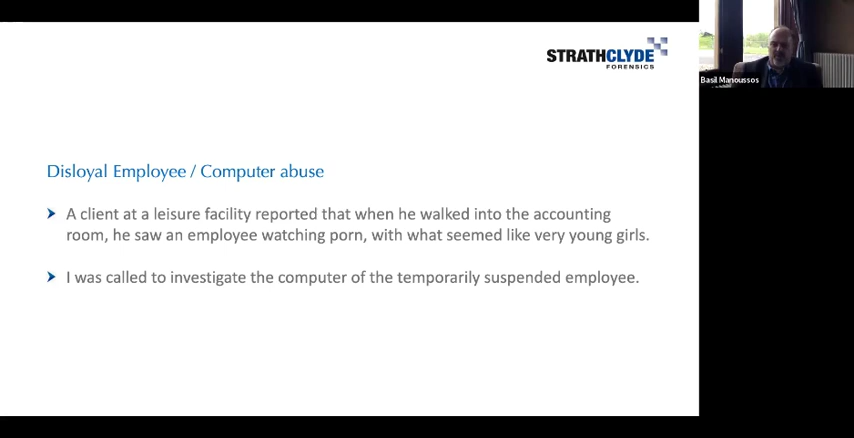 STRATHCLYDE
FORENSICS
Basil Manoussos
Disloyal Employee / Computer abuse
A client at a leisure facility reported that when he walked into the accounting
room, he saw an employee watching porn, with what seemed like very young girls.
I was called to investigate the computer of the temporarily suspended employee.